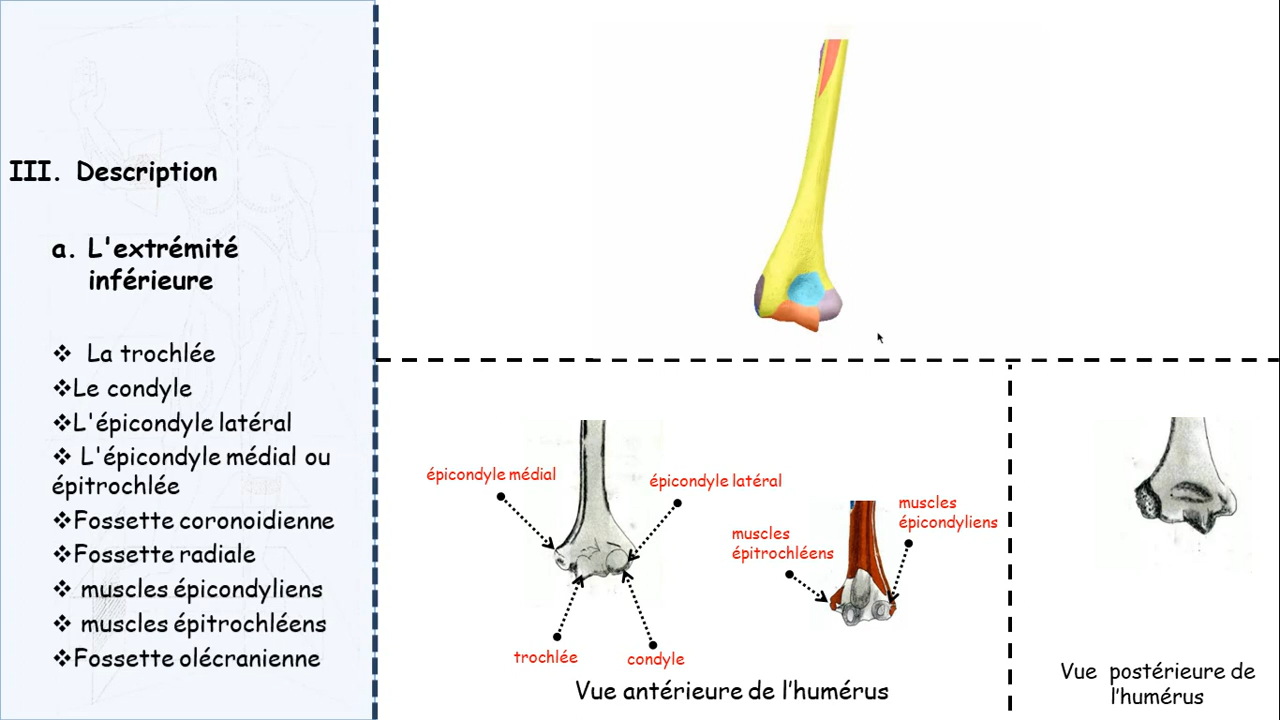 III. Description
a. L'extrémité
inférieure
❖ La trochlée
❖Le condyle
❖L'épicondyle latéral
❖ L'épicondyle médial ou
épitrochlée
❖Fossette coronoidienne
❖Fossette radiale
❖ muscles épicondyliens
❖ muscles épitrochléens
❖Fossette olécranienne
épicondyle médial
épicondyle latéral
muscles
épitrochléens
muscles
épicondyliens
trochlée
condyle
Vue antérieure de l’humérus
Vue postérieure de
l’humérus